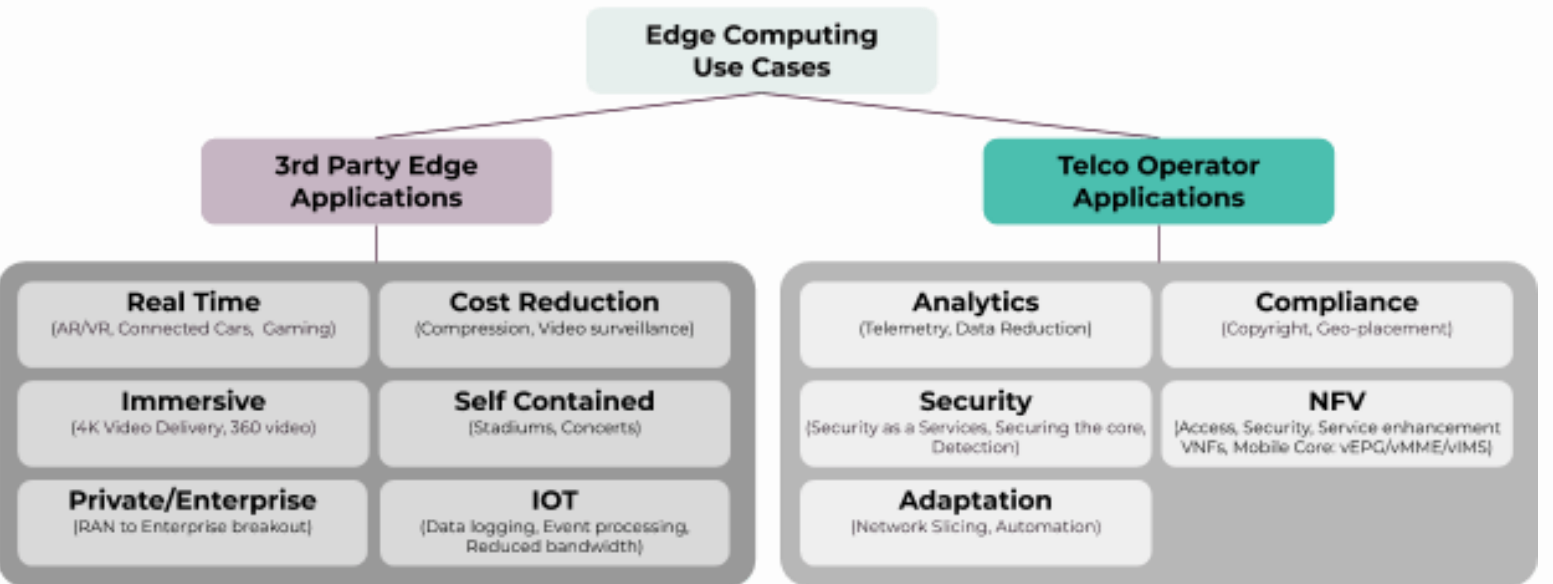 Edge Computing
Use Cases
3rd Party Edge
Applications
Telco Operator
Applications
Real Time
(AR/VR, Connected Cars, Gaming)
Cost Reduction
(Compression, Video surveillance)
Immersive
(4K Video Delivery, 360 video)
Self Contained
(Stadiums, Concerts)
Private/Enterprise
(RAN to Enterprise breakout)
IOT
(Data logging, Event processing,
Reduced bandwidth)
Analytics
(Telemetry, Data Reduction)
Compliance
(Copyright, Geo-placement)
Security
(Security as a Services, Securing the core,
Detection)
NFV
(Access, Security, Service enhancement
VNFs, Mobile Core: vEPG/vMME/vIMS)
Adaptation
(Network Slicing, Automation)